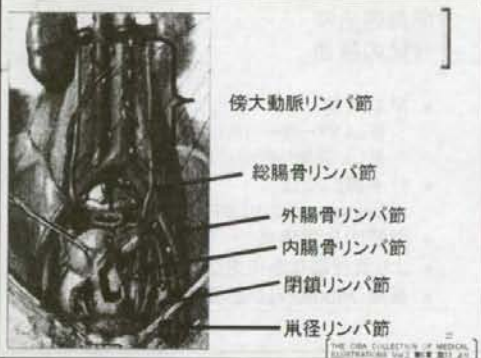 傍大動脈リンパ節
総腸骨リンパ節
外腸骨リンパ節
内腸骨リンパ節
閉鎖リンパ節
鼡径リンパ節
THE CIBA COLLECTION OF MEDICAL
ILLUSTRATIONS